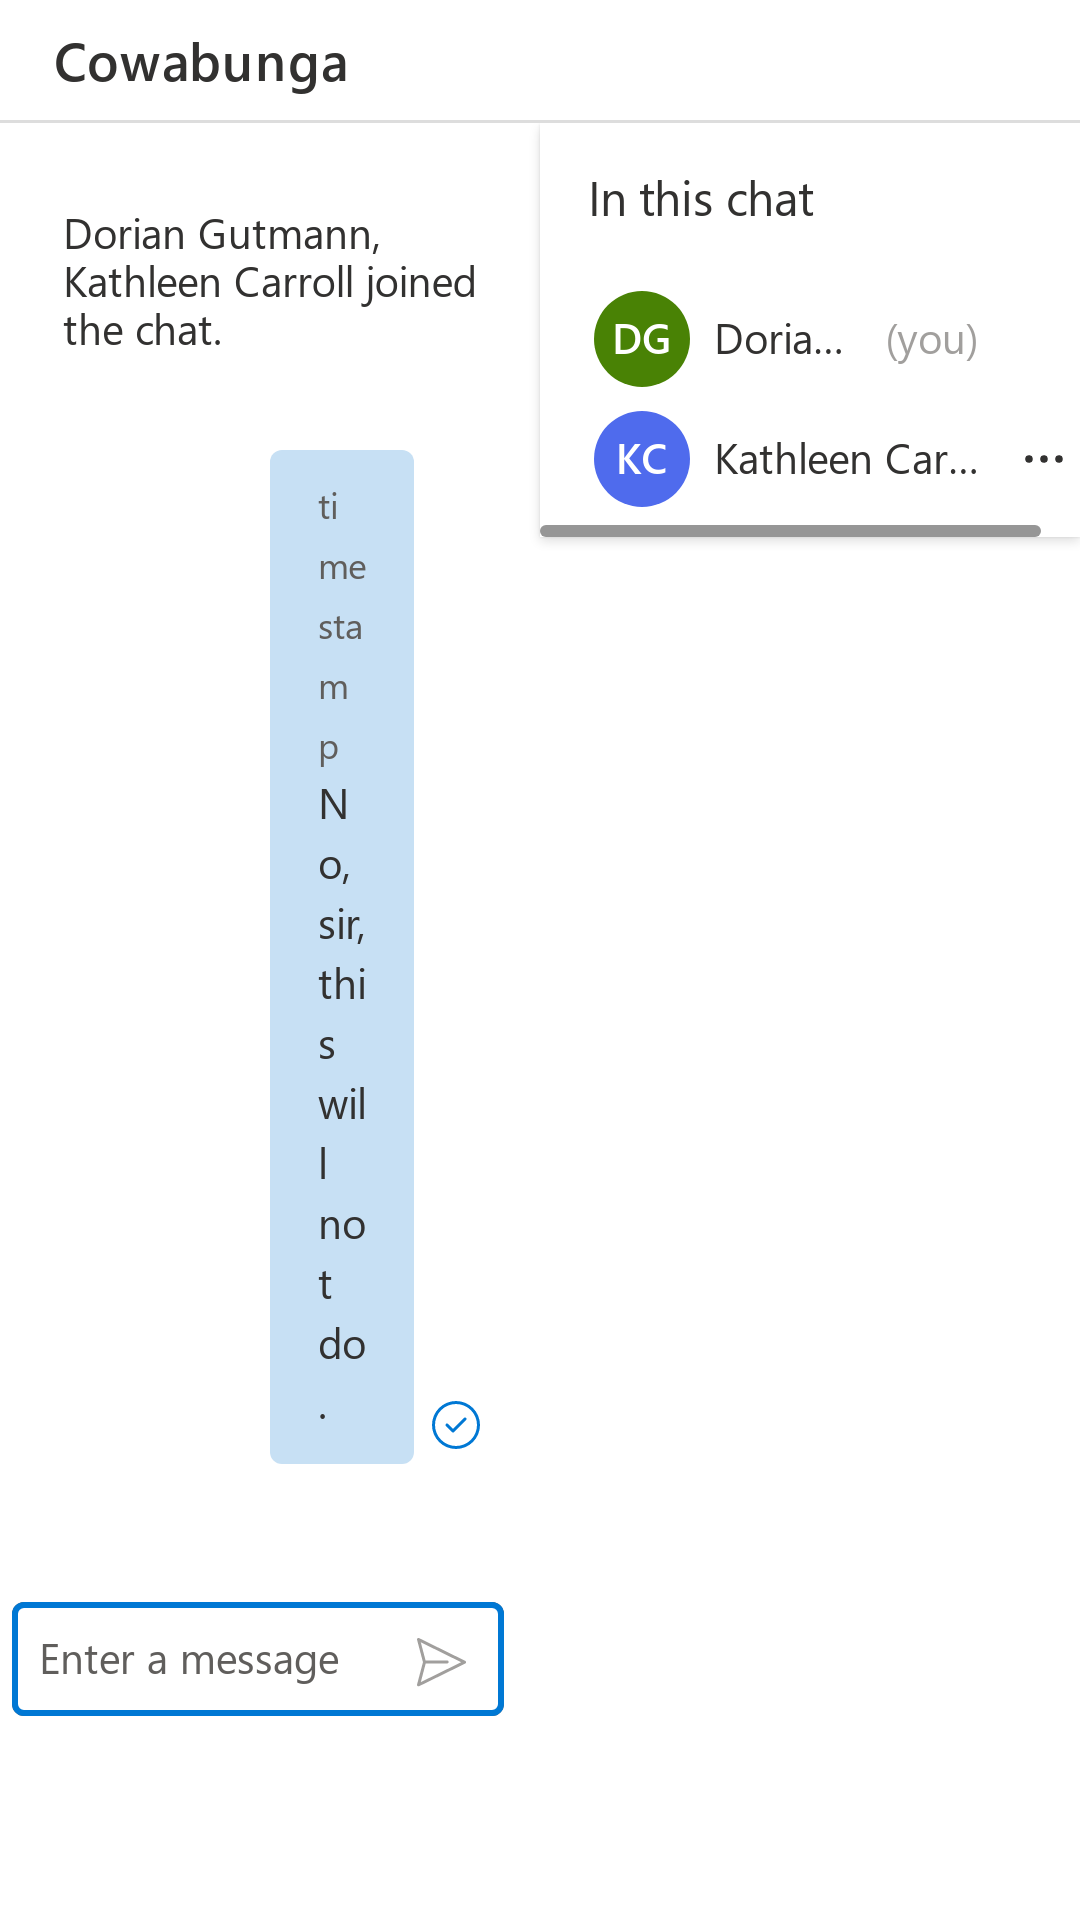 Cowabunga
Dorian Gutmann,
Kathleen Carroll joined
the chat.
In this chat
DG Doria... (you)
KC Kathleen Car... ...
ti
me
sta
m
p
N
o,
sir,
thi
s
wil
l
no
t
do
.
Enter a message